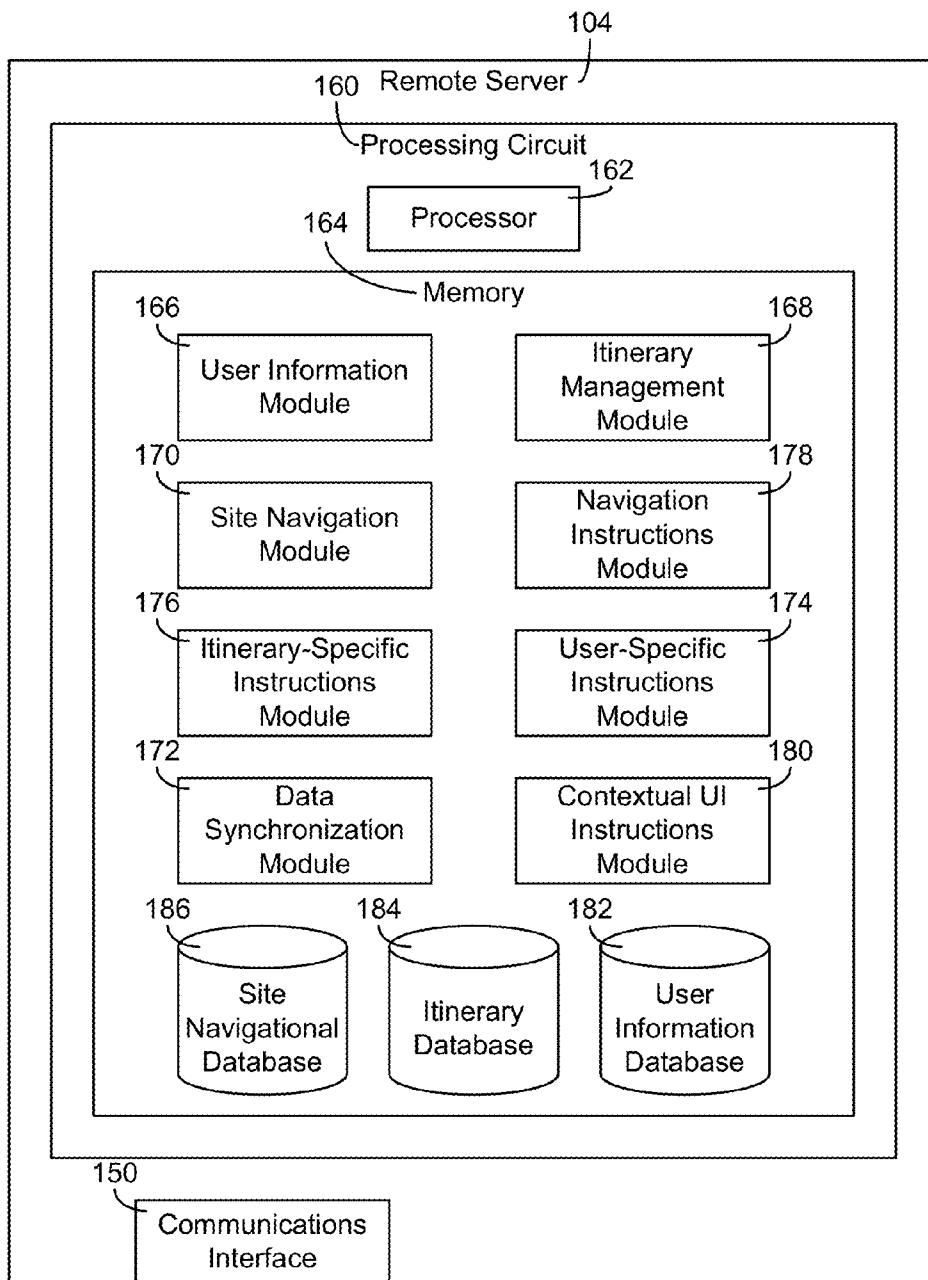 104
Remote Server
160
Processing Circuit
162
Processor
164
Memory
166
User Information
Module
168
Itinerary
Management
Module
170
Site Navigation
Module
178
Navigation
Instructions
Module
176
Itinerary-Specific
Instructions
Module
174
User-Specific
Instructions
Module
172
Data
Synchronization
Module
180
Contextual UI
Instructions
Module
186
Site
Navigational
Database
184
Itinerary
Database
182
User
Information
Database
150
Communications
Interface